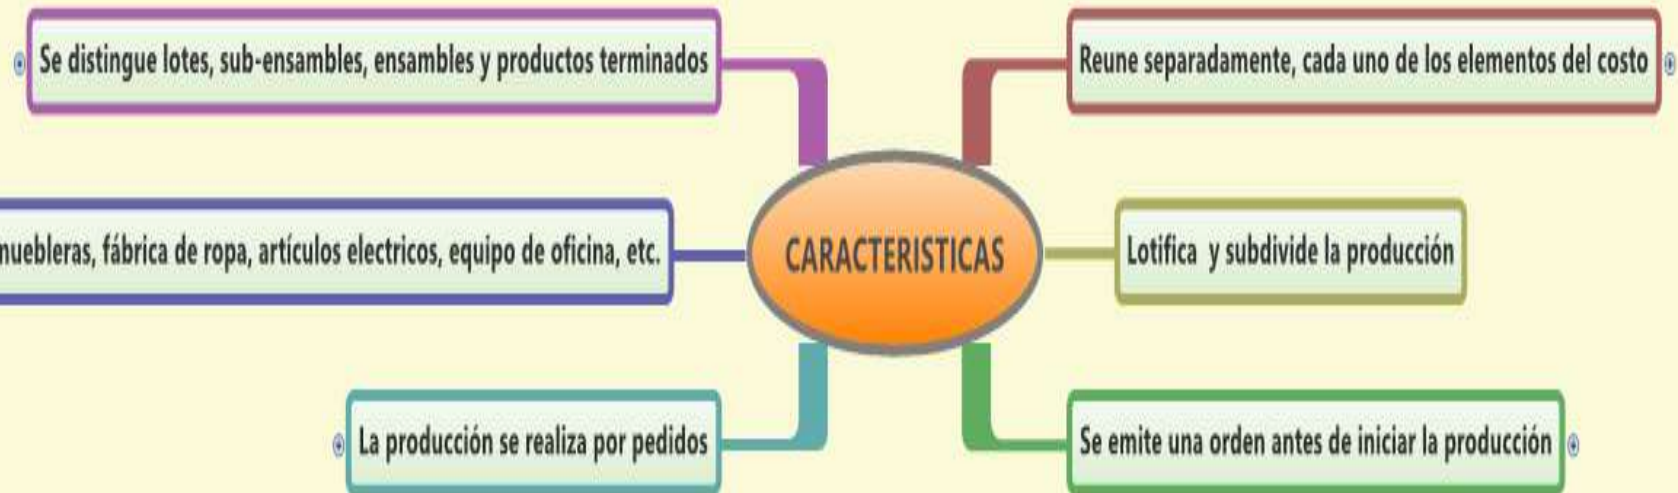 Se distingue lotes, sub-ensambles, ensambles y productos terminados
Reune separadamente, cada uno de los elementos del costo
muebleras, fábrica de ropa, artículos electricos, equipo de oficina, etc.
CARACTERISTICAS
Lotifica y subdivide la producción
La producción se realiza por pedidos
Se emite una orden antes de iniciar la producción